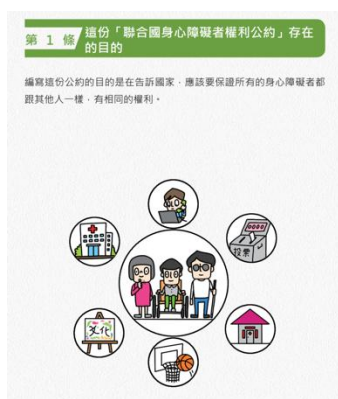 第 1 條
這份「聯合國身心障礙者權利公約」存在
的目的
編寫這份公約的目的是在告訴國家，應該要保證所有的身心障礙者都
跟其他人一樣，有相同的權利。
投票
文化